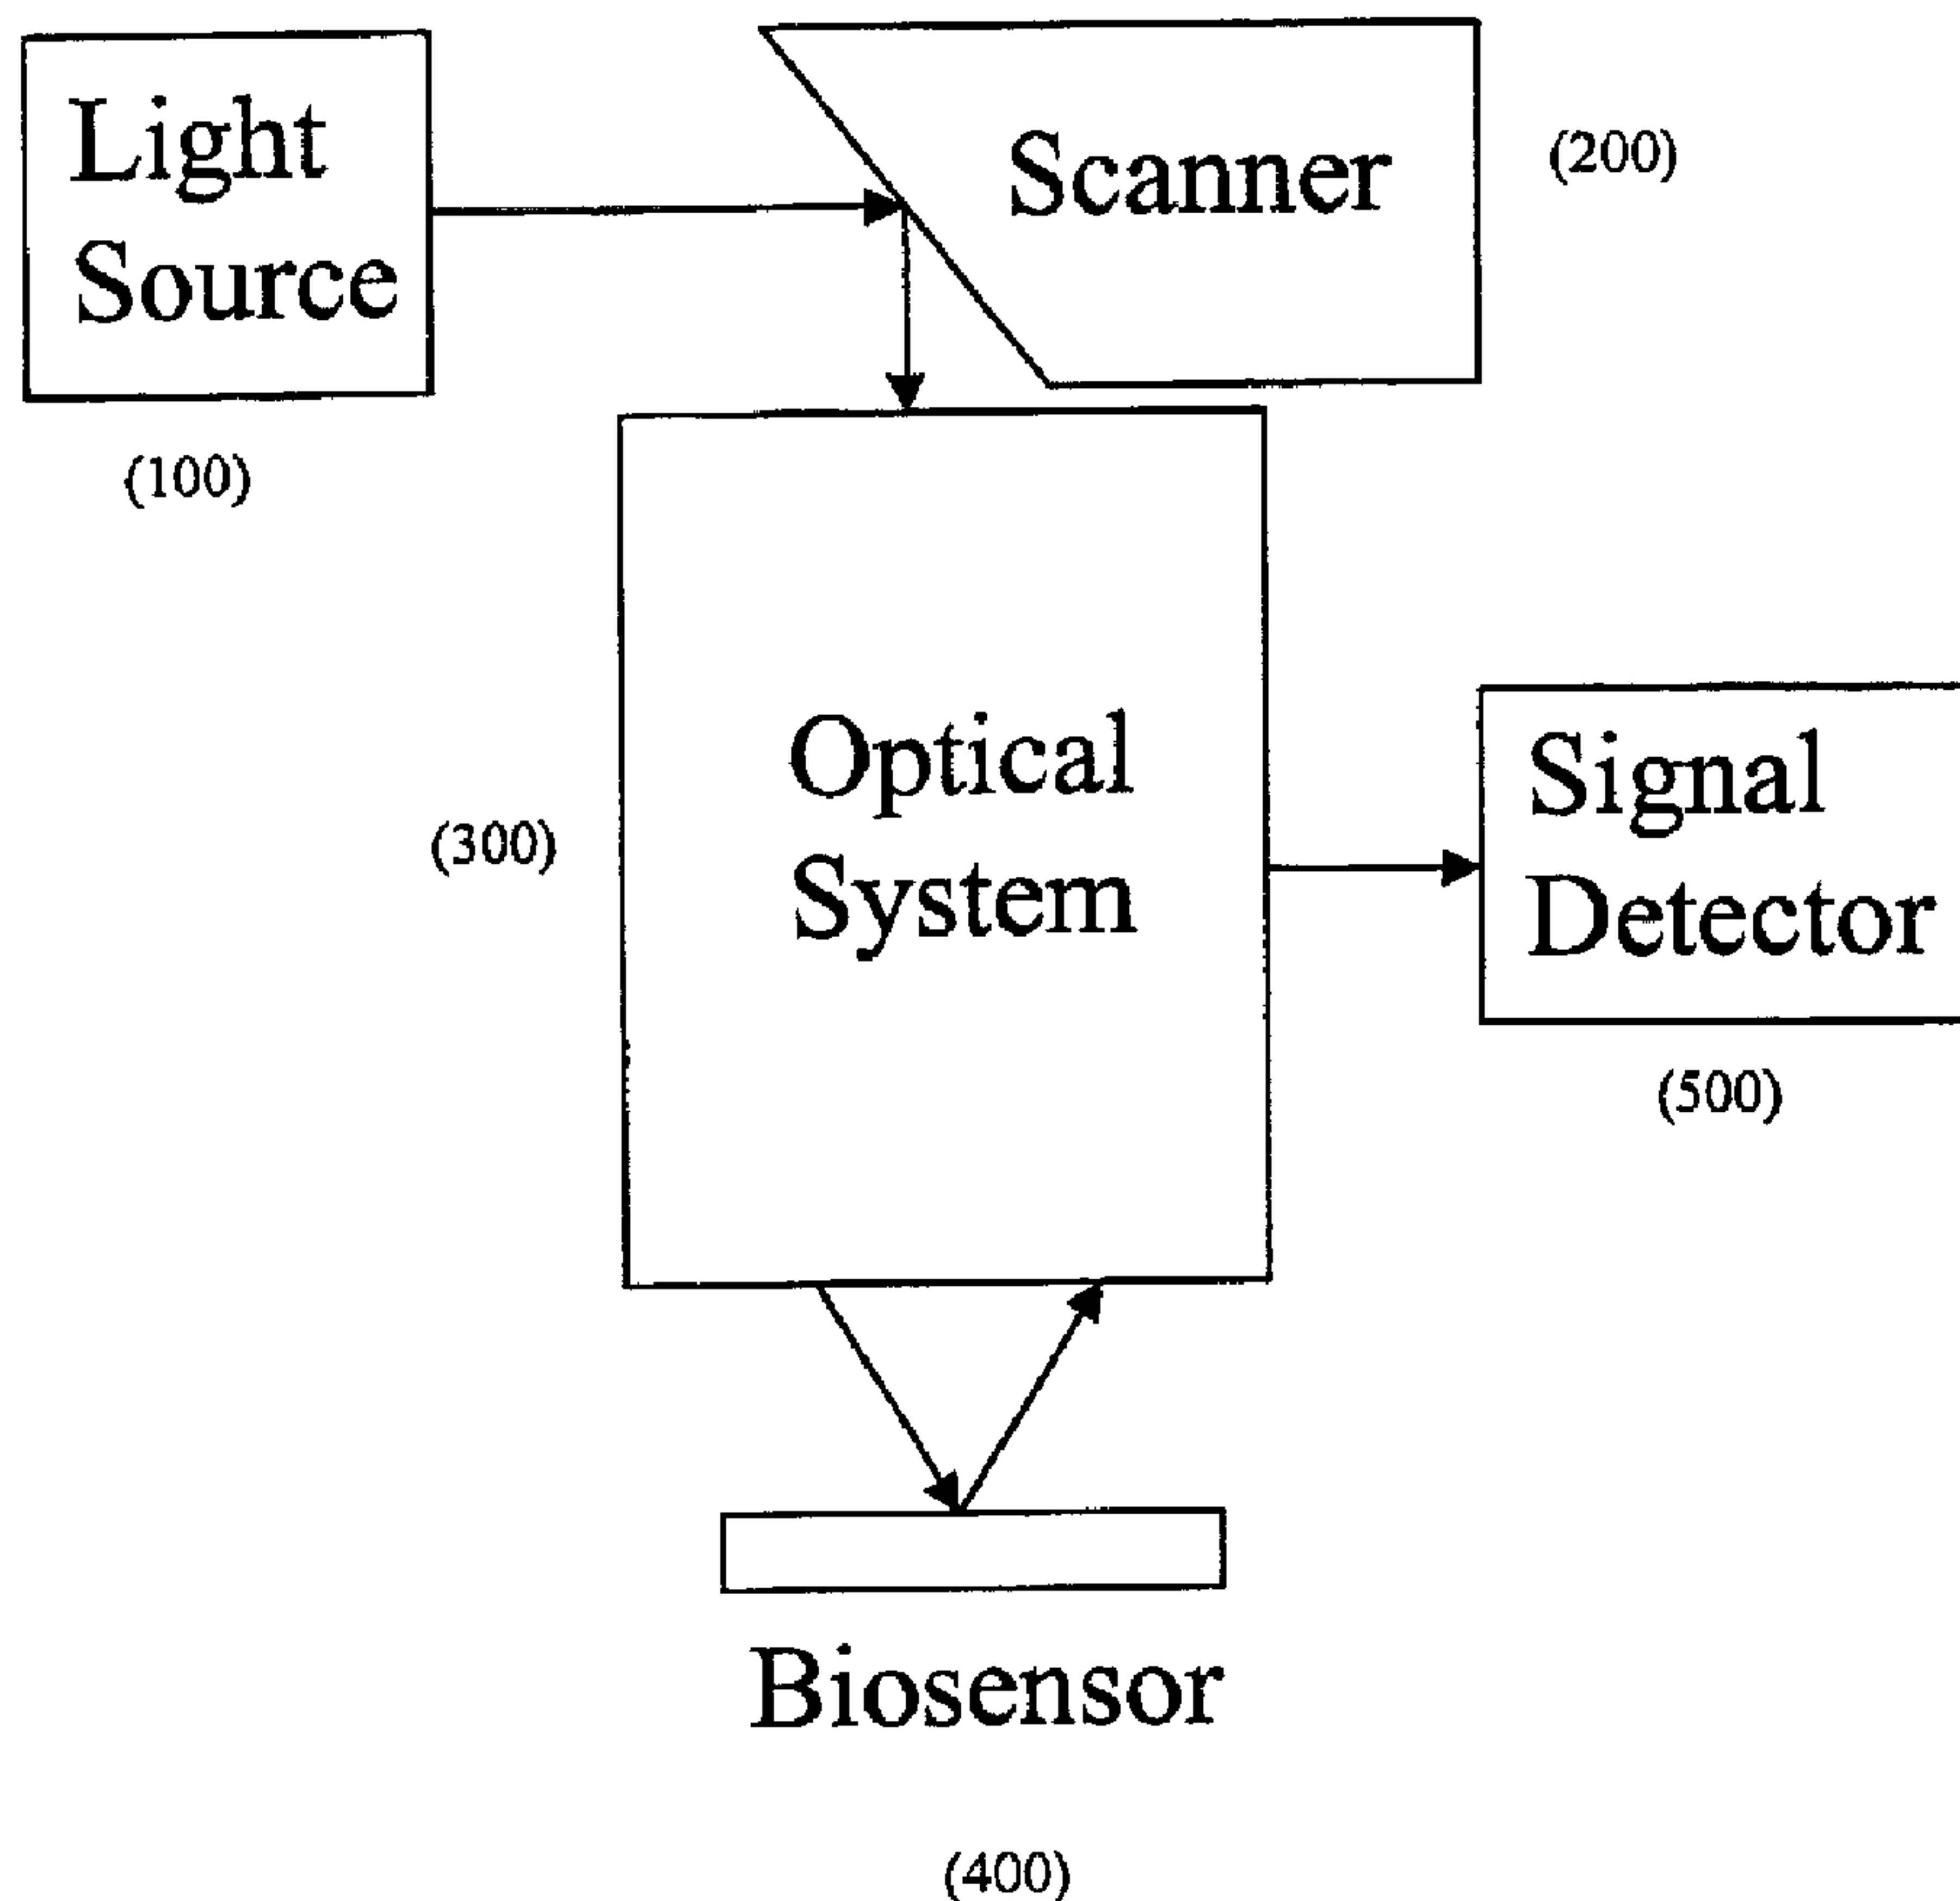 Light
Source
(100)
Scanner
(200)
Optical
System
(300)
Signal
Detector
(500)
Biosensor
(400)